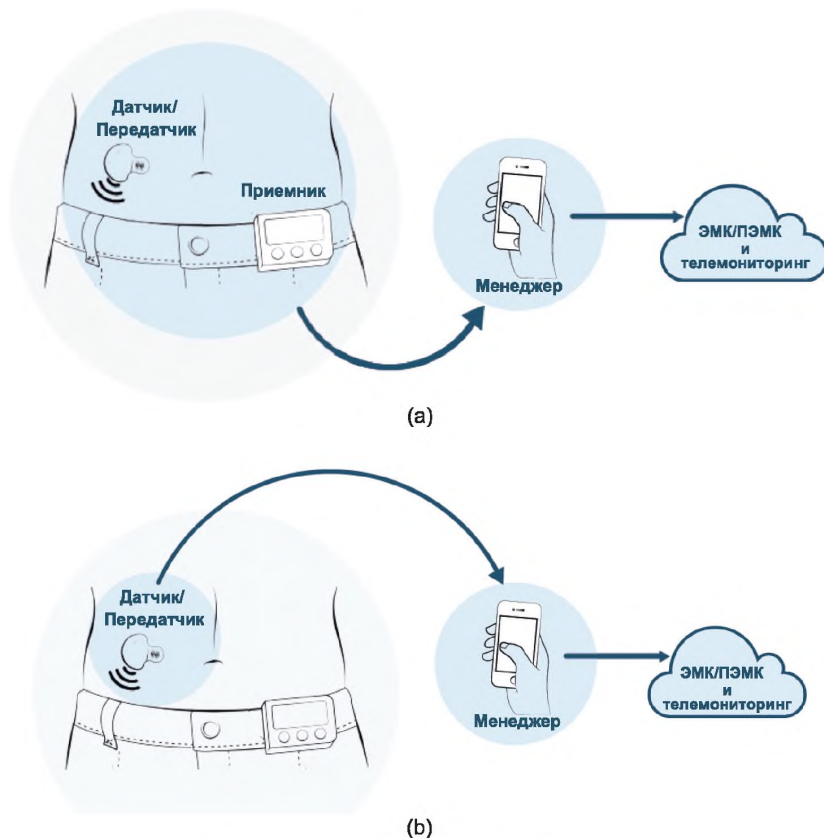 Датчик/
Передатчик
Приемник
Менеджер
ЭМК/ПЭМК
и
телемониторинг
(a)
Датчик/
Передатчик
Менеджер
ЭМК/ПЭМК
и
телемониторинг
(b)